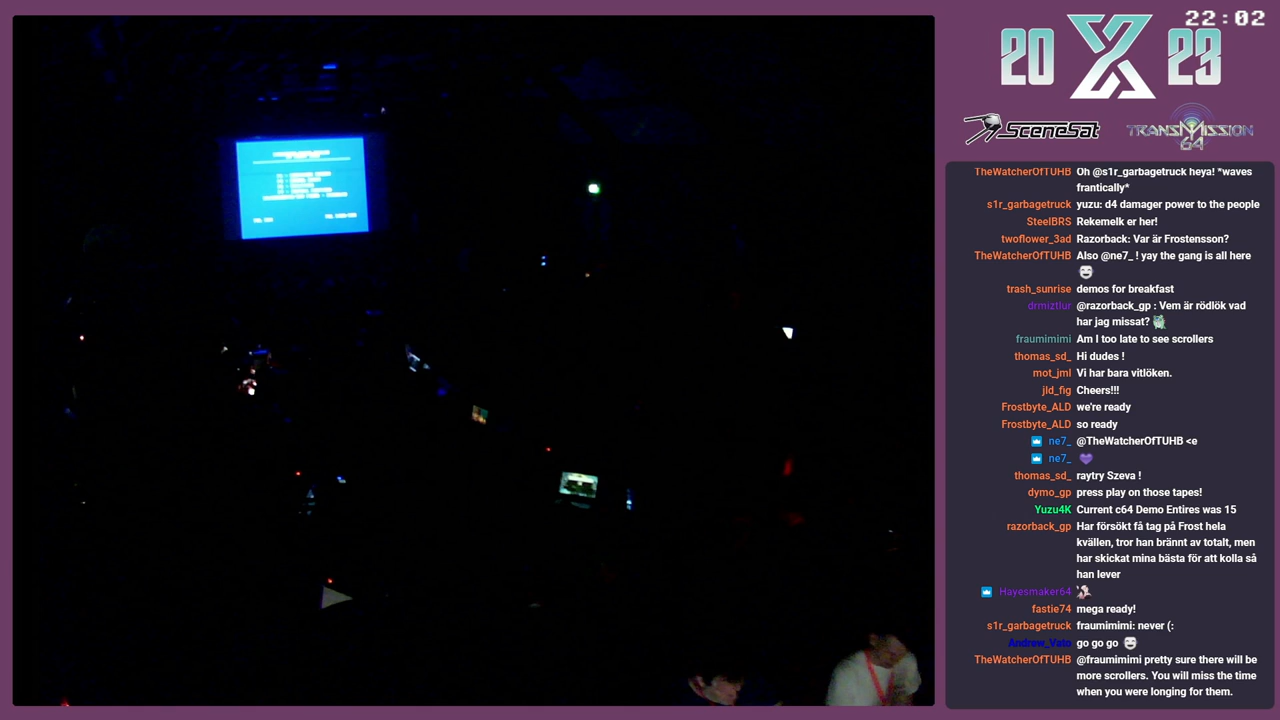 22:02
20 X 23
SceneSat
TRANSMISSION
64
TheWatcherOfTUHB Oh @s1r_garbagetruck heya! *waves
frantically*
s1r_garbagetruck yuzu: d4 damager power to the people
SteelBRS Rekemelk er her!
twoflower_3ad Razorback: Var är Frostensson?
TheWatcherOfTUHB Also @ne7_ ! yay the gang is all here
trash_sunrise demos for breakfast
drmiztlur @razorback_gp : Vem är rödlök vad
har jag missat?
fraumimimi Am I too late to see scrollers
thomas_sd_ Hi dudes !
mot_jml Vi har bara vitlöken.
jld_fig Cheers!!!
Frostbyte_ALD we're ready
Frostbyte_ALD so ready
ne7_ @TheWatcherOfTUHB <e
ne7_ 💜
thomas_sd_ raytry Szeva !
dymo_gp press play on those tapes!
Yuzu4K Current c64 Demo Entires was 15
razorback_gp Har försökt få tag på Frost hela
kvällen, tror han brännt av totalt, men
har skickat mina bästa för att kolla så
han lever
Hayesmaker64
fastie74 mega ready!
s1r_garbagetruck fraumimimi: never (:
Andrew_Vato go go go
TheWatcherOfTUHB @fraumimimi pretty sure there will be
more scrollers. You will miss the time
when you were longing for them.